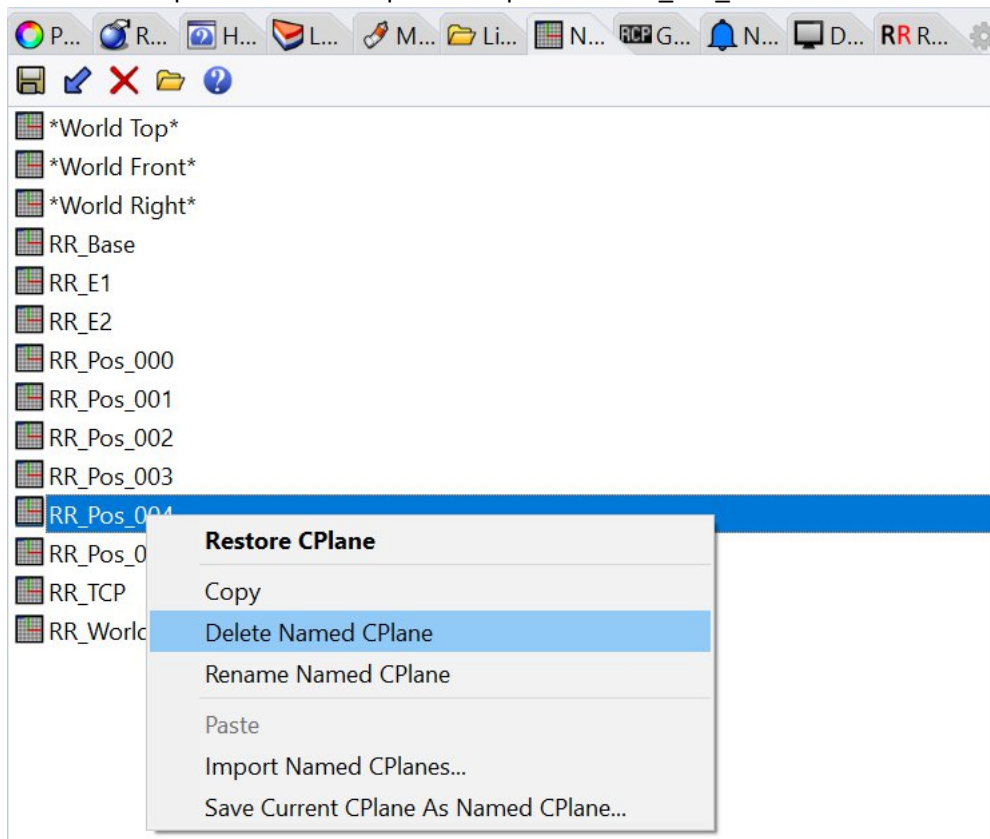 P... R... H... L... M... Li... N... RCP G... N... D... RR R...
*World Top*
*World Front*
*World Right*
RR_Base
RR_E1
RR_E2
RR_Pos_000
RR_Pos_001
RR_Pos_002
RR_Pos_003
RR_Pos_004
Restore CPlane
RR_Pos_0
RR_TCP
Copy
RR_World
Delete Named CPlane
Rename Named CPlane
Paste
Import Named CPlanes...
Save Current CPlane As Named CPlane...